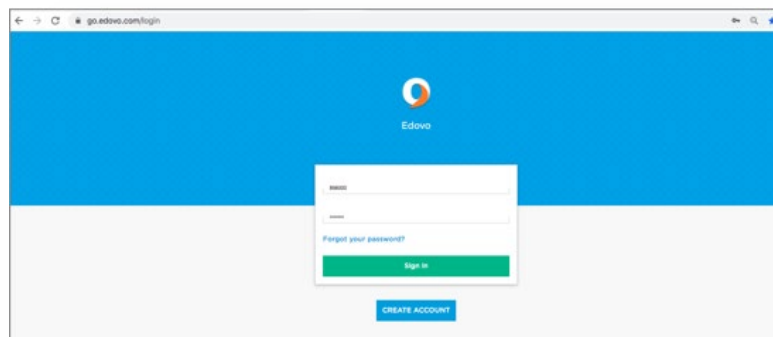 go.edovo.com/login
Edovo
Forgot your password?
Sign In
CREATE ACCOUNT